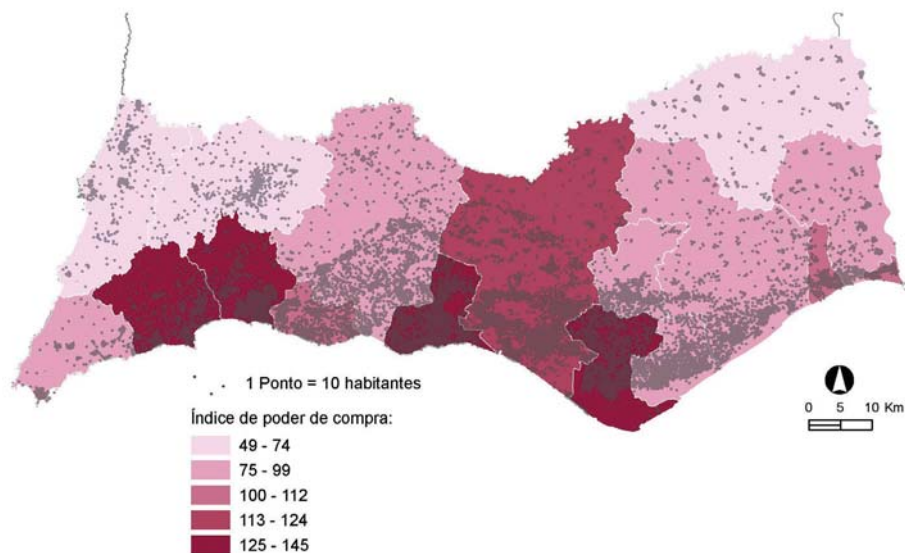 1 Ponto = 10 habitantes
Índice de poder de compra:
49 - 74
75 - 99
100 - 112
113 - 124
125 - 145
0 5 10 Km